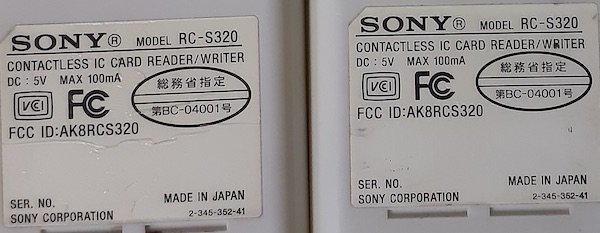 SONY® MODEL RC-S320
CONTACTLESS IC CARD READER/WRITER
DC : 5V MAX 100mA
VCI FC 総務省指定
第BC-04001号
FCC ID:AK8RCS320
SER. NO. MADE IN JAPAN
SONY CORPORATION 2-345-352-41
SONY® MODEL RC-S320
CONTACTLESS IC CARD READER/WRITER
DC : 5V MAX 100mA
VCI FC 総務省指定
第BC-04001号
FCC ID:AK8RCS320
SER. NO. MADE IN JAPAN
SONY CORPORATION 2-345-352-41